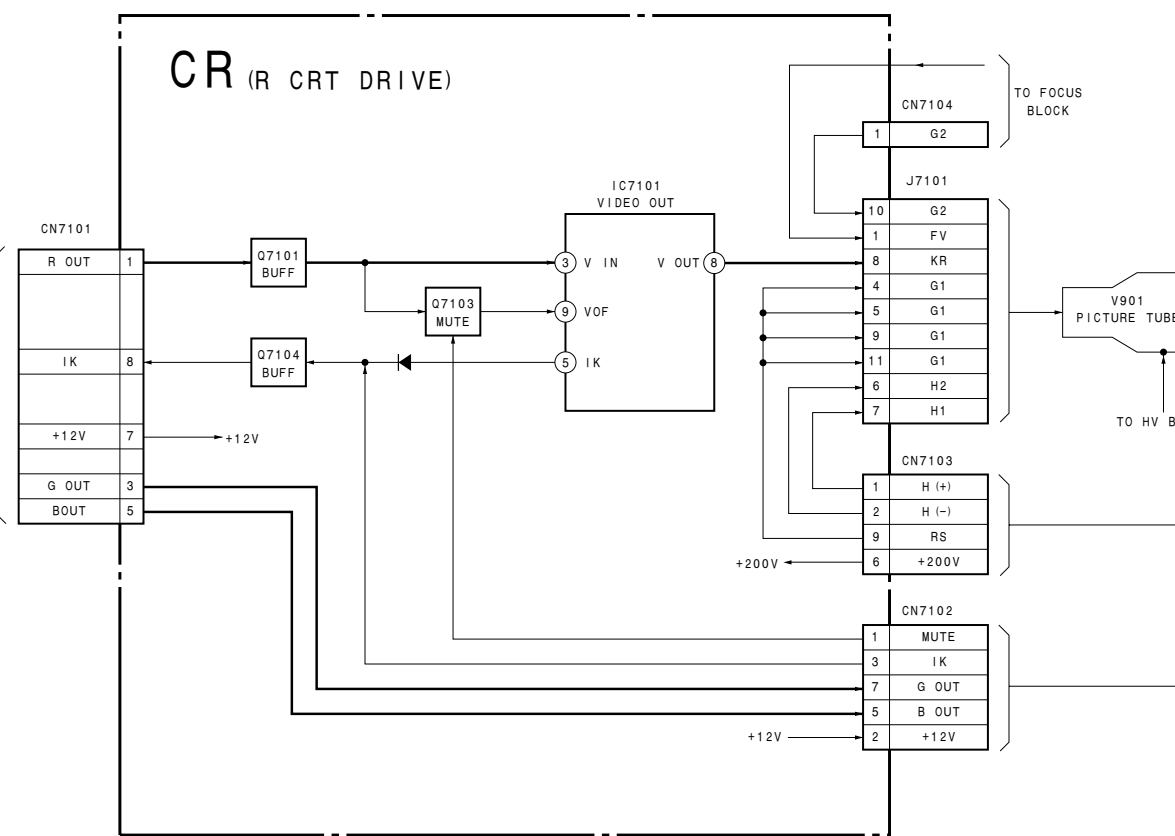 CR (R CRT DRIVE)
TO FOCUS
BLOCK
CN7104
1 G2
J7101
10 G2
1 FV
8 KR
4 G1
5 G1
9 G1
11 G1
6 H2
7 H1
CN7101
R OUT 1
IK 8
+12V 7
G OUT 3
BOUT 5
+12V
Q7101
BUFF
Q7103
MUTE
Q7104
BUFF
IC7101
VIDEO OUT
3 V IN
V OUT 8
9 VOF
5 IK
V901
PICTURE TUBE
TO HV B
CN7103
1 H (+)
2 H (-)
9 RS
6 +200V
+200V
CN7102
1 MUTE
3 IK
7 G OUT
5 B OUT
2 +12V
+12V